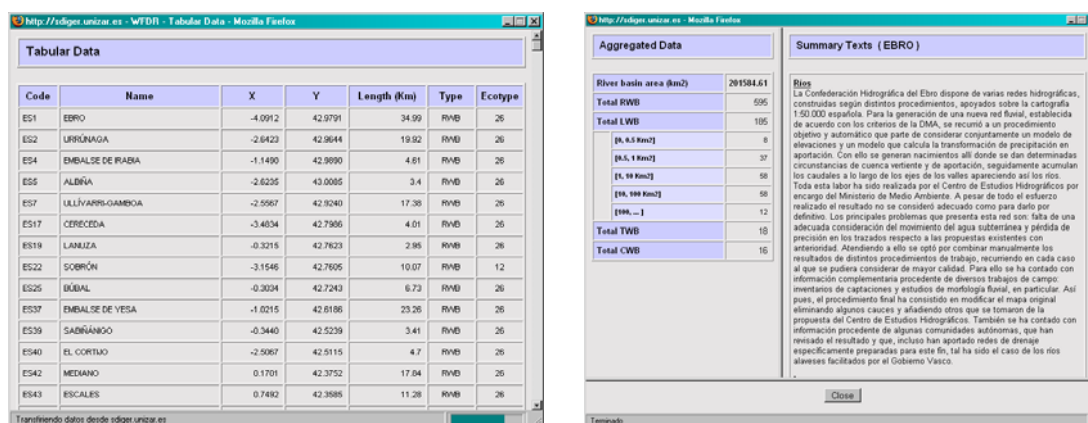 http://sdiger.unizar.es - WFDR - Tabular Data - Mozilla Firefox
Tabular Data
Code Name X Y Length (Km) Type Ecotype
ES1 EBRO -4.0912 42.9791 34.99 RWB 26
ES2 URRÚNAGA -2.6423 42.9644 19.92 RWB 26
ES4 EMBALSE DE IRABIA -1.1490 42.9890 4.61 RWB 26
ES5 ALBIÑA -2.6235 43.0085 3.4 RWB 26
ES7 ULLÍVARRI-GAMBOA -2.5567 42.9240 17.38 RWB 26
ES17 CERECEDA -3.4834 42.7986 4.01 RWB 26
ES19 LANUZA -0.3215 42.7623 2.95 RWB 26
ES22 SOBRÓN -3.1546 42.7605 10.07 RWB 12
ES25 BÚBAL -0.3034 42.7243 6.73 RWB 26
ES37 EMBALSE DE YESA -1.0215 42.6186 23.26 RWB 26
ES39 SABIÑÁNIGO -0.3440 42.5239 3.41 RWB 26
ES40 EL CORTIJO -2.5067 42.5115 4.7 RWB 26
ES42 MEDIANO 0.1701 42.3752 17.84 RWB 26
ES43 ESCALES 0.7492 42.3585 11.28 RWB 26
Transfiriendo datos desde sdiger.unizar.es
http://sdiger.unizar.es - Mozilla Firefox
Aggregated Data
River basin area (km2) 201584.61
Total RWB 595
Total LWB 185
[0, 0.5 Km2] 8
[0.5, 1 Km2] 37
[1, 10 Km2] 58
[10, 100 Km2] 58
[100, ... ] 12
Total TWB 18
Total CWB 16
Summary Texts ( EBRO )
Ríos
La Confederación Hidrográfica del Ebro dispone de varias redes hidrográficas,
construidas según distintos procedimientos, apoyados sobre la cartografía
1:50.000 española. Para la generación de una nueva red fluvial, establecida
de acuerdo con los criterios de la DMA, se recurrió a un procedimiento
objetivo y automático que parte de considerar conjuntamente un modelo de
elevaciones y un modelo que calcula la transformación de precipitación en
aportación. Con ello se generan nacimientos allí donde se dan determinadas
circunstancias de cuenca vertiente y de aportación, seguidamente acumulan
los caudales a lo largo de los ejes de los valles apareciendo así los ríos.
Toda esta labor ha sido realizada por el Centro de Estudios Hidrográficos por
encargo del Ministerio de Medio Ambiente. A pesar de todo el esfuerzo
realizado el resultado no se consideró adecuado como para darlo por
definitivo. Los principales problemas que presenta esta red son: falta de una
adecuada consideración del movimiento del agua subterránea y pérdida de
precisión en los trazados respecto a las propuestas existentes con
anterioridad. Atendiendo a ello se optó por combinar manualmente los
resultados de distintos procedimientos de trabajo, recurriendo en cada caso
al que se pudiera considerar de mayor calidad. Para ello se ha contado con
información complementaria procedente de diversos trabajos de campo:
inventarios de captaciones y estudios de morfología fluvial, en particular. Así
pues, el procedimiento final ha consistido en modificar el mapa original
eliminando algunos cauces y añadiendo otros que se tomaron de la
propuesta del Centro de Estudios Hidrográficos. También se ha contado con
información procedente de algunas comunidades autónomas, que han
revisado el resultado y que, incluso han aportado redes de drenaje
específicamente preparadas para este fin, tal ha sido el caso de los ríos
alaveses facilitados por el Gobierno Vasco.
Close
Terminado